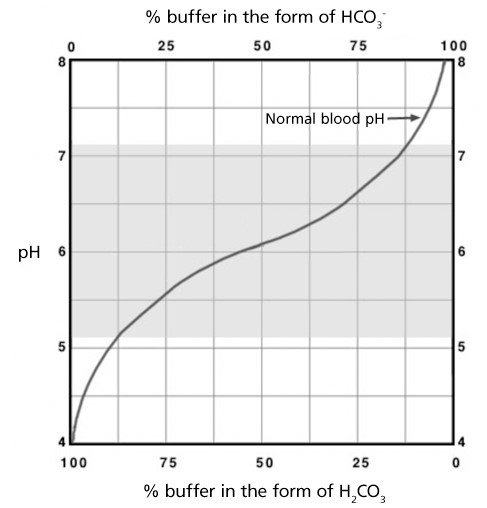 % buffer in the form of HCO₃⁻
0 25 50 75 100
8 8
Normal blood pH
7 7
pH 6 6
5 5
4 4
100 75 50 25 0
% buffer in the form of H₂CO₃